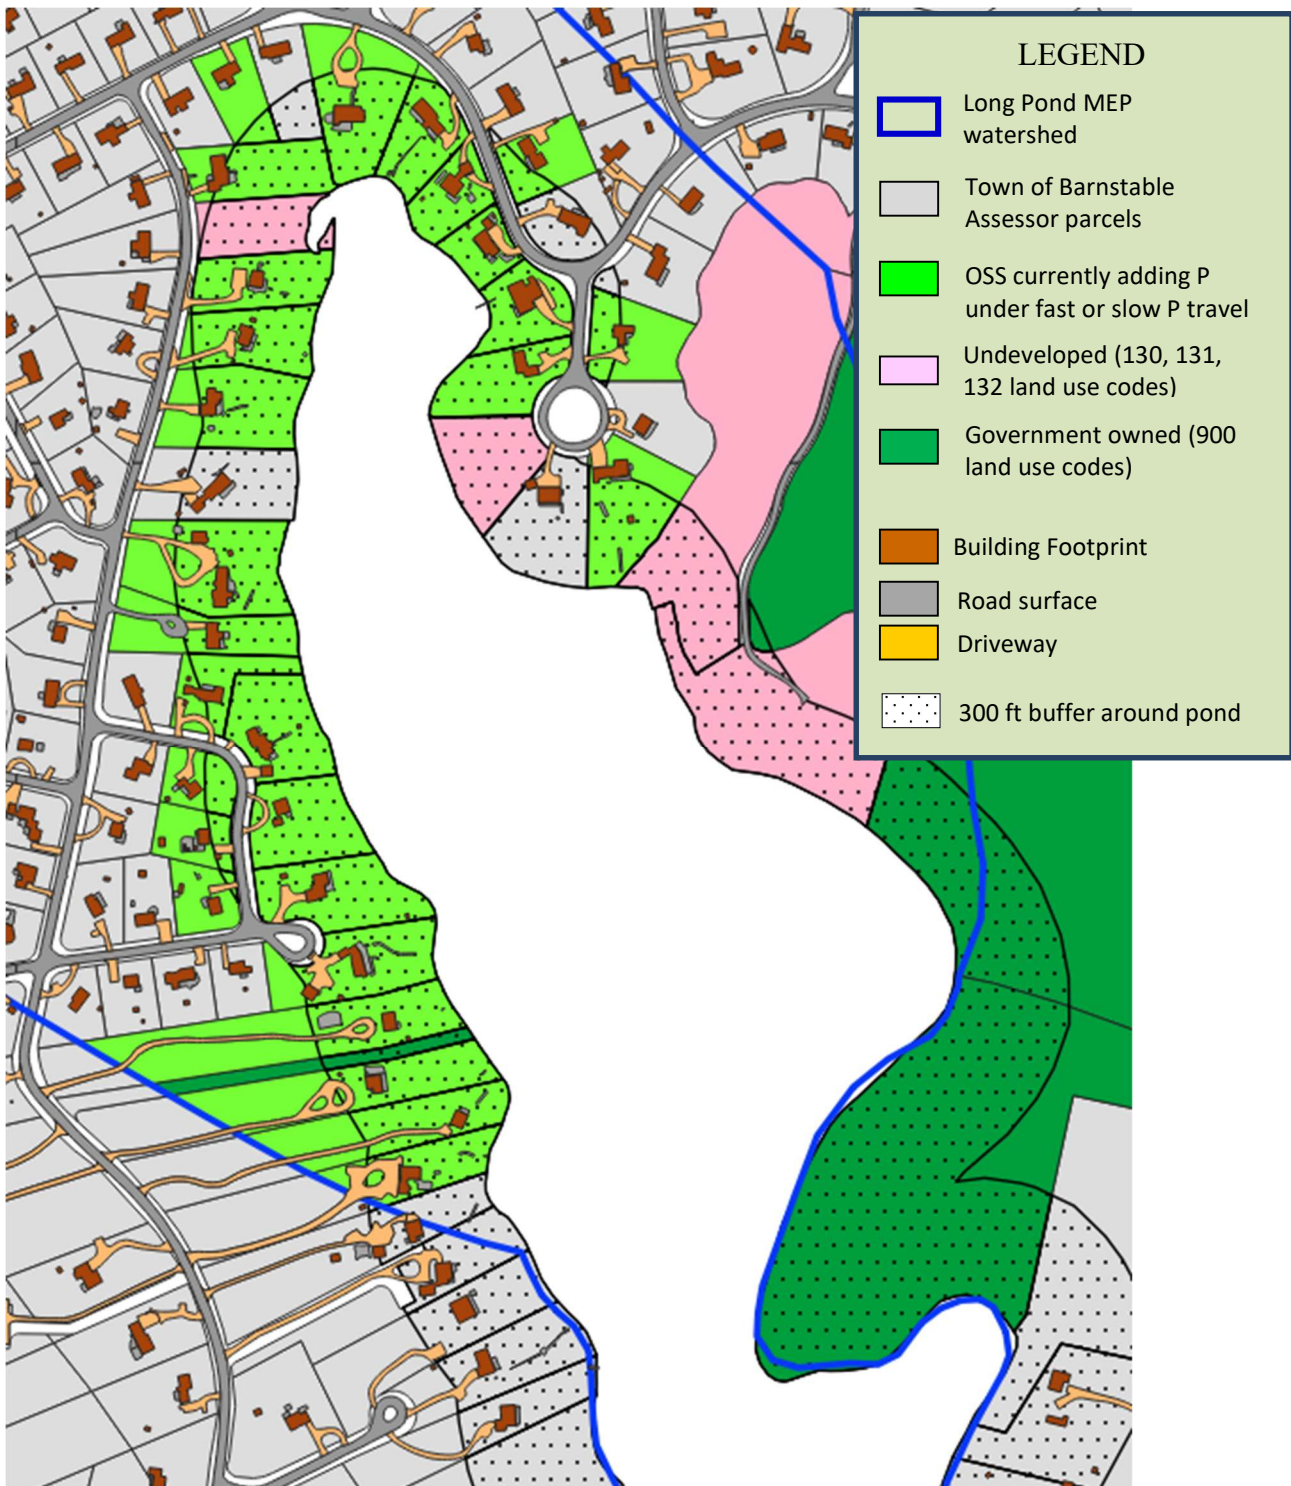 LEGEND
Long Pond MEP
watershed
Town of Barnstable
Assessor parcels
OSS currently adding P
under fast or slow P travel
Undeveloped (130, 131,
132 land use codes)
Government owned (900
land use codes)
Building Footprint
Road surface
Driveway
300 ft buffer around pond